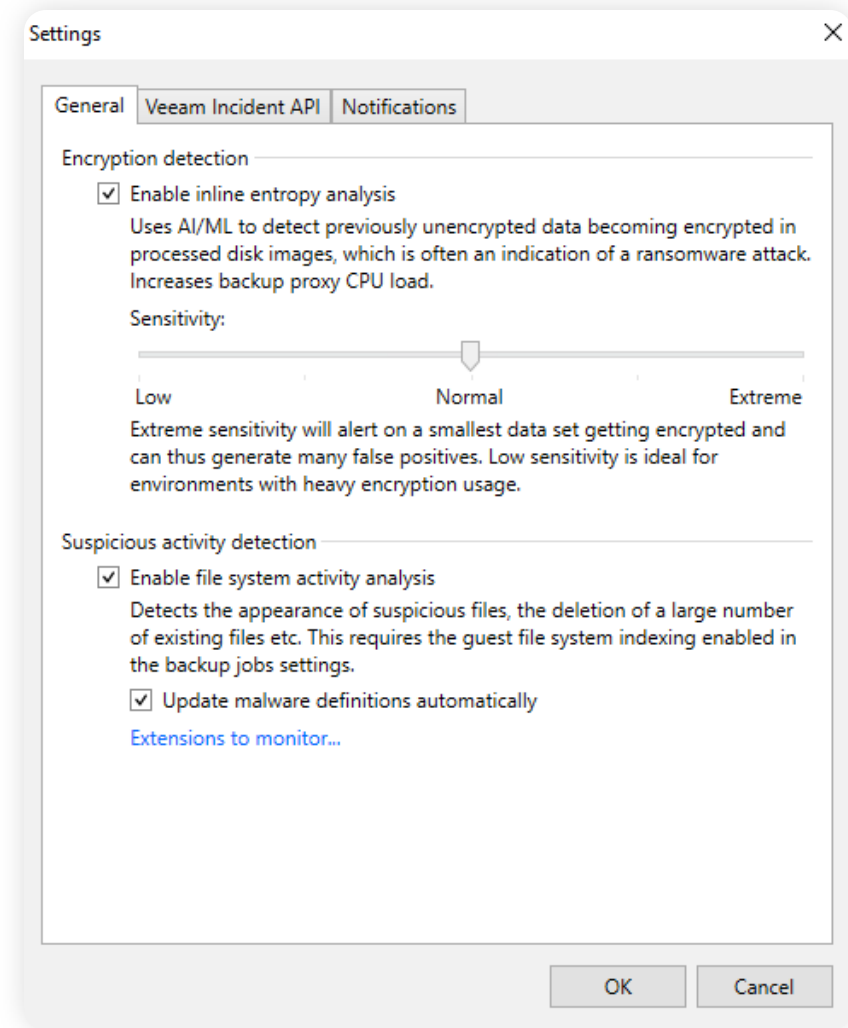 Settings
General Veeam Incident API Notifications
Encryption detection
Enable inline entropy analysis
Uses AI/ML to detect previously unencrypted data becoming encrypted in
processed disk images, which is often an indication of a ransomware attack.
Increases backup proxy CPU load.
Sensitivity:
Low Normal Extreme
Extreme sensitivity will alert on a smallest data set getting encrypted and
can thus generate many false positives. Low sensitivity is ideal for
environments with heavy encryption usage.
Suspicious activity detection
Enable file system activity analysis
Detects the appearance of suspicious files, the deletion of a large number
of existing files etc. This requires the guest file system indexing enabled in
the backup jobs settings.
Update malware definitions automatically
Extensions to monitor...
OK Cancel